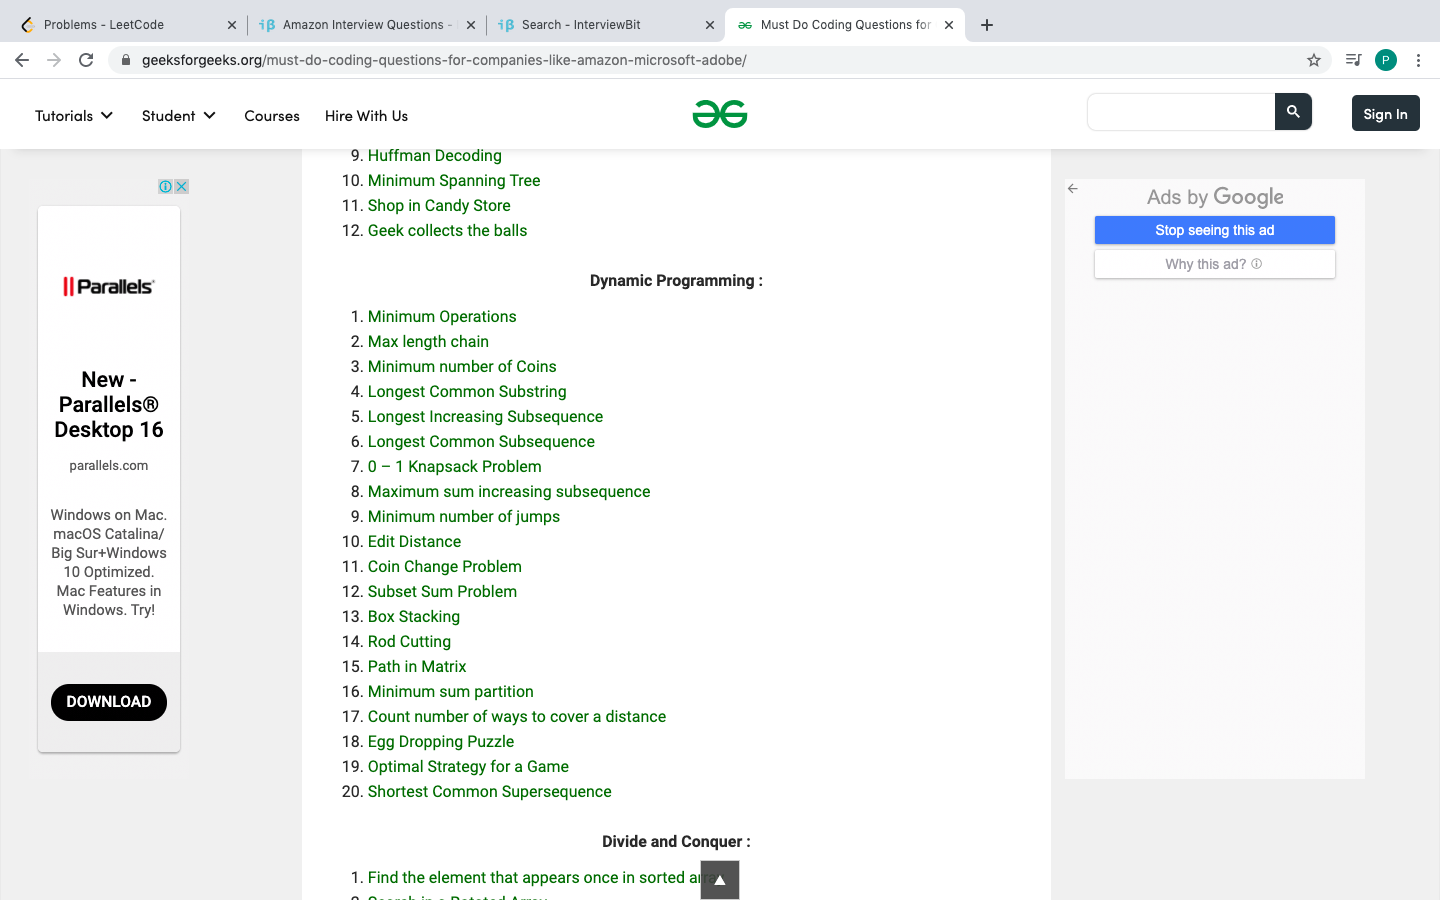 Problems - LeetCode
Amazon Interview Questions -
Search - InterviewBit
Must Do Coding Questions for
geeksforgeeks.org/must-do-coding-questions-for-companies-like-amazon-microsoft-adobe/
P
Tutorials
Student
Courses
Hire With Us
Sign In
9. Huffman Decoding
10. Minimum Spanning Tree
11. Shop in Candy Store
12. Geek collects the balls
Dynamic Programming :
1. Minimum Operations
2. Max length chain
3. Minimum number of Coins
4. Longest Common Substring
5. Longest Increasing Subsequence
6. Longest Common Subsequence
7. 0 – 1 Knapsack Problem
8. Maximum sum increasing subsequence
9. Minimum number of jumps
10. Edit Distance
11. Coin Change Problem
12. Subset Sum Problem
13. Box Stacking
14. Rod Cutting
15. Path in Matrix
16. Minimum sum partition
17. Count number of ways to cover a distance
18. Egg Dropping Puzzle
19. Optimal Strategy for a Game
20. Shortest Common Supersequence
Divide and Conquer :
1. Find the element that appears once in sorted
Parallels®
New -
Parallels®
Desktop 16
parallels.com
Windows on Mac.
macOS Catalina/
Big Sur+Windows
10 Optimized.
Mac Features in
Windows. Try!
DOWNLOAD
Ads by Google
Stop seeing this ad
Why this ad?